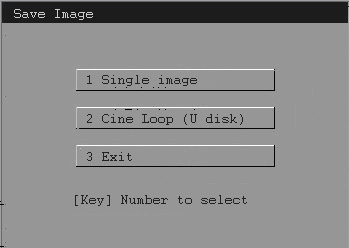 Save Image
1 Single image
2 Cine Loop (U disk)
3 Exit
[Key] Number to select